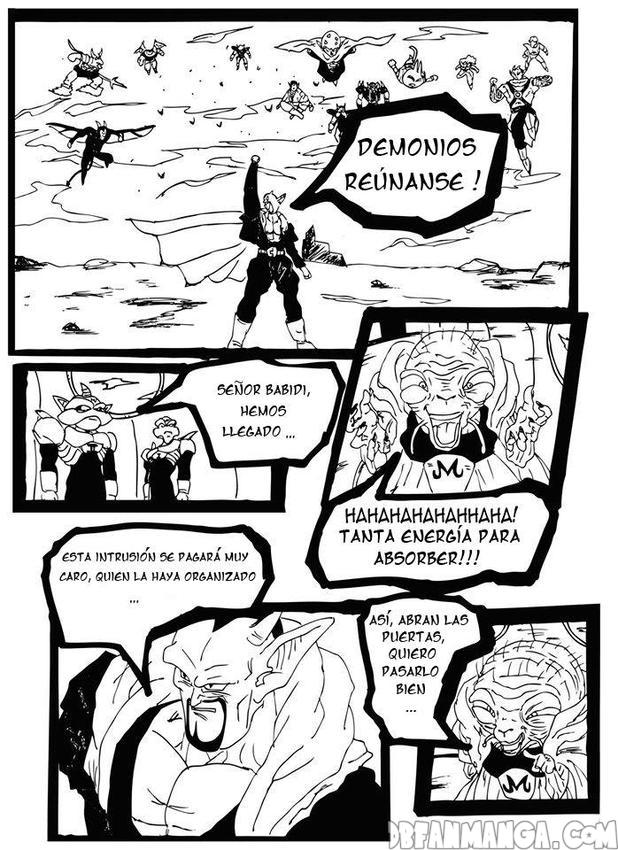 DEMONIOS
REÚNANSE !
SEÑOR BABIDI,
HEMOS
LLEGADO ...
M
HAHAHAHAHAHHAHA!
TANTA ENERGÍA PARA
ABSORBER!!!
ESTA INTRUSIÓN SE PAGARÁ MUY
CARO, QUIEN LA HAYA ORGANIZADO
...
ASÍ, ABRAN LAS
PUERTAS,
QUIERO
PASARLO
BIEN
...
M
DBFANMANGA.COM